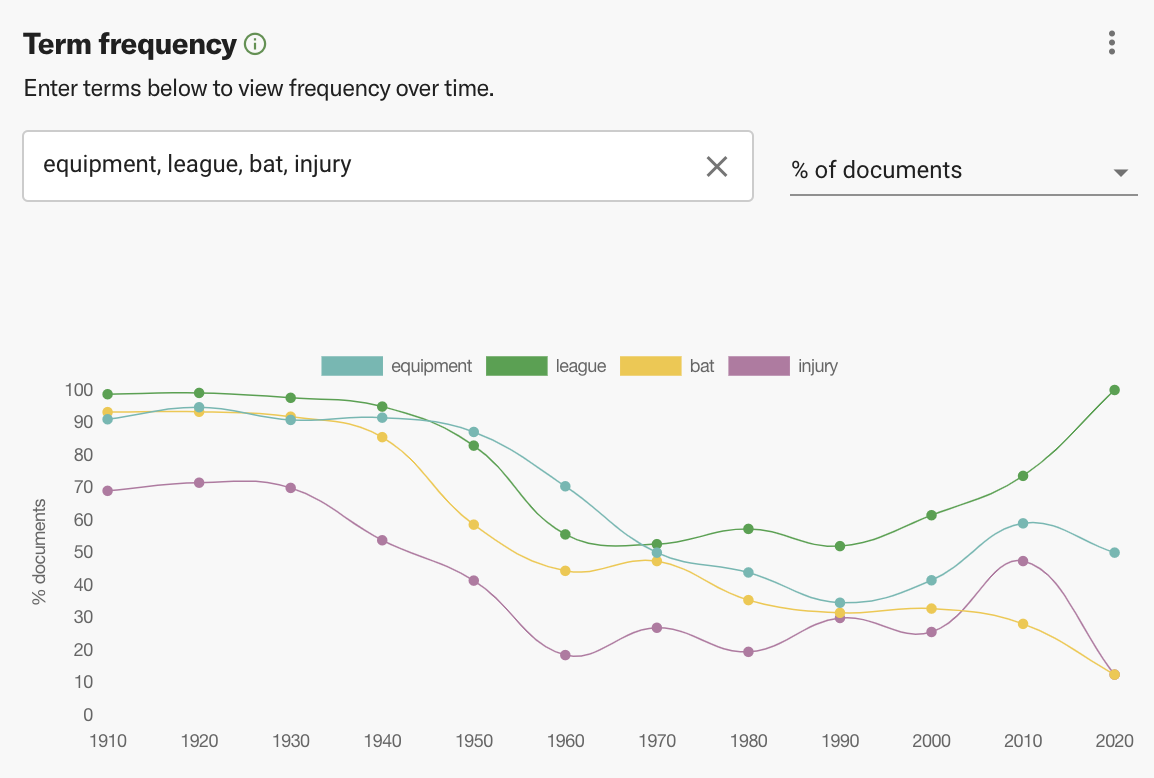 Term frequency
Enter terms below to view frequency over time.
equipment, league, bat, injury
% of documents
equipment league bat injury
100
90
80
70
60
50
40
30
20
10
0
% documents
1910 1920 1930 1940 1950 1960 1970 1980 1990 2000 2010 2020